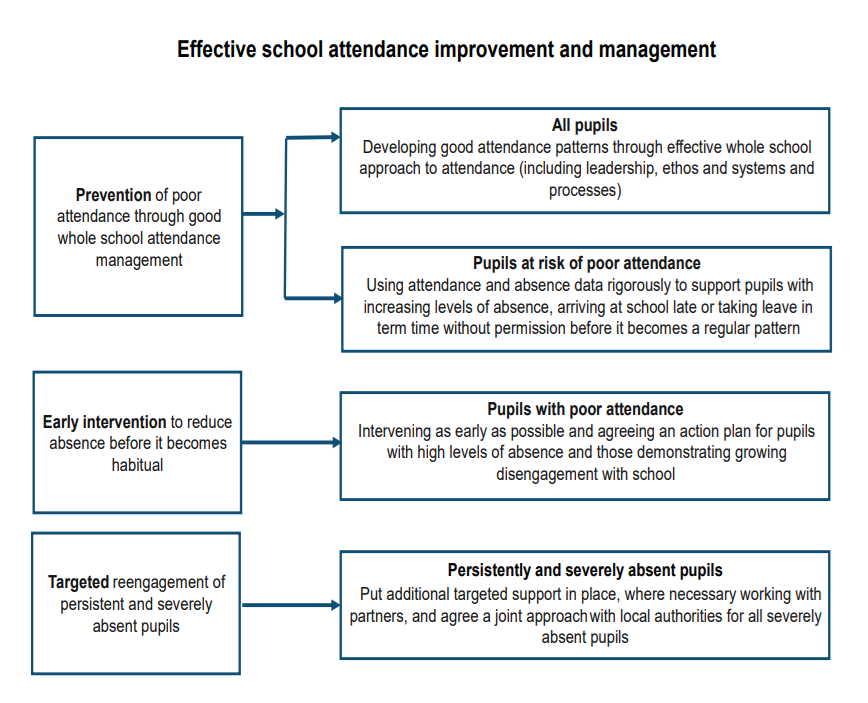 Effective school attendance improvement and management
Prevention of poor
attendance through good
whole school attendance
management
All pupils
Developing good attendance patterns through effective whole school
approach to attendance (including leadership, ethos and systems and
processes)
Pupils at risk of poor attendance
Using attendance and absence data rigorously to support pupils with
increasing levels of absence, arriving at school late or taking leave in
term time without permission before it becomes a regular pattern
Early intervention to reduce
absence before it becomes
habitual
Pupils with poor attendance
Intervening as early as possible and agreeing an action plan for pupils
with high levels of absence and those demonstrating growing
disengagement with school
Targeted reengagement of
persistent and severely
absent pupils
Persistently and severely absent pupils
Put additional targeted support in place, where necessary working with
partners, and agree a joint approach with local authorities for all severely
absent pupils